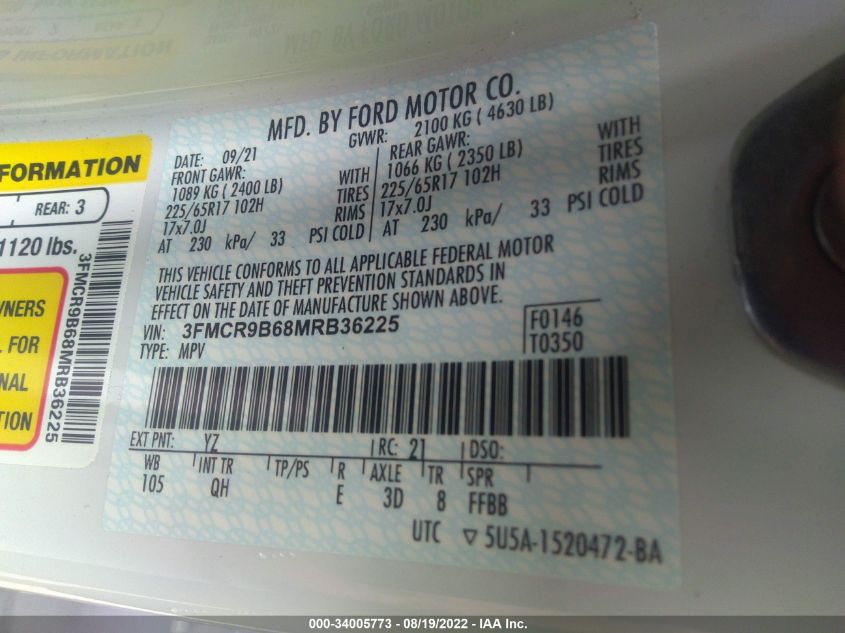 MFD. BY FORD MOTOR CO.
DATE: 09/21 GVWR: 2100 KG ( 4630 LB)
FRONT GAWR: REAR GAWR:
1089 KG ( 2400 LB) WITH 1066 KG ( 2350 LB) WITH
225/65R17 102H TIRES 225/65R17 102H TIRES
17x7.0J RIMS 17x7.0J RIMS
AT 230 kPa/ 33 PSI COLD AT 230 kPa/ 33 PSI COLD
THIS VEHICLE CONFORMS TO ALL APPLICABLE FEDERAL MOTOR
VEHICLE SAFETY AND THEFT PREVENTION STANDARDS IN
EFFECT ON THE DATE OF MANUFACTURE SHOWN ABOVE.
VIN: 3FMCR9B68MRB36225 F0146
TYPE: MPV T0350
EXT PNT: YZ RC: 21 DSO:
WB INT TR TP/PS R AXLE TR SPR
105 QH E 3D 8 FFBB
UTC ▽ 5U5A-1520472-BA
FORMATION
REAR: 3
1120 lbs.
WNERS
FOR
NAL
TION
3FMCR9B68MRB36225
000-34005773 - 08/19/2022 - IAA Inc.